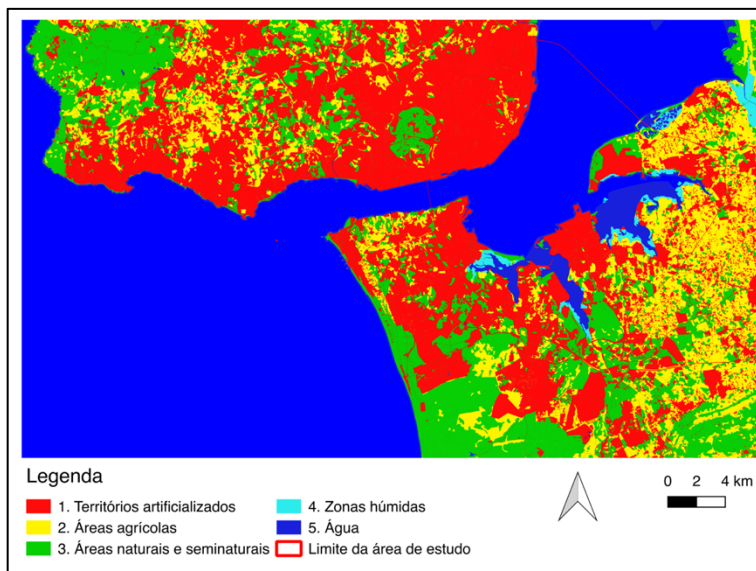 Legenda
1. Territórios artificializados
2. Áreas agrícolas
3. Áreas naturais e seminaturais
4. Zonas húmidas
5. Água
Limite da área de estudo
0 2 4 km